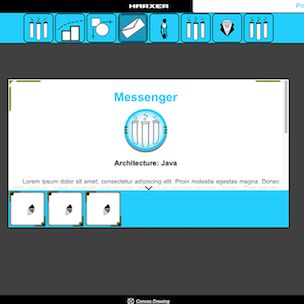 HARXER
Pro
Messenger
Architecture: Java
Lorem ipsum dolor sit amet, consectetur adipiscing elit. Proin molestie egestas magna. Donec
Canvas Drawing